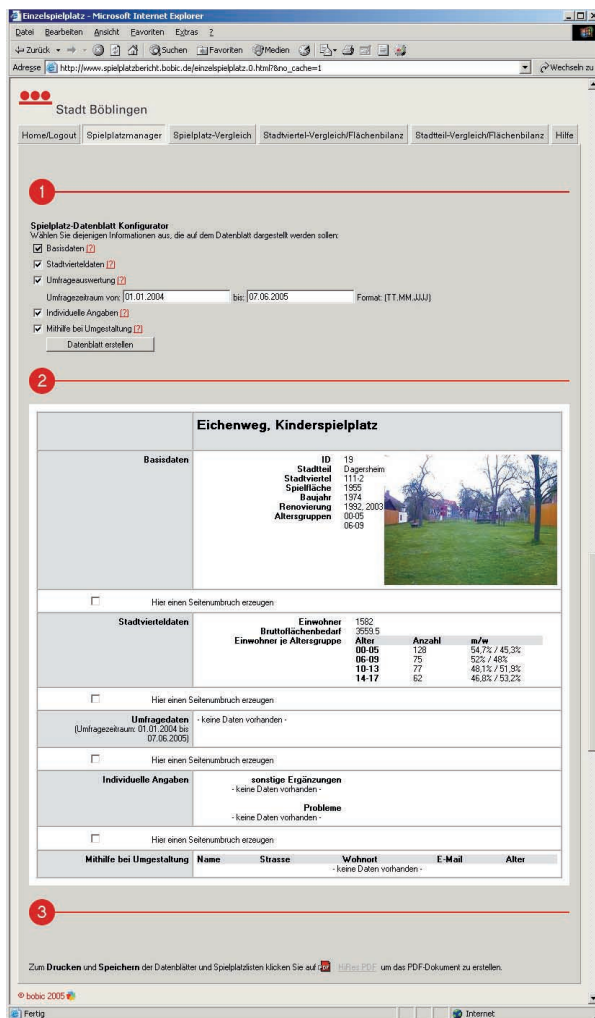 Einzelspielplatz - Microsoft Internet Explorer
Datei Bearbeiten Ansicht Favoriten Extras ?
Zurück Suchen Favoriten Medien
Adresse http://www.spielplatzbericht.bobic.de/einzelspielplatz.0.html?&no_cache=1 Wechseln zu
Stadt Böblingen
Home/Logout Spielplatzmanager Spielplatz-Vergleich Stadtviertel-Vergleich/Flächenbilanz Stadtteil-Vergleich/Flächenbilanz Hilfe
1
Spielplatz-Datenblatt Konfigurator
Wählen Sie diejenigen Informationen aus, die auf dem Datenblatt dargestellt werden sollen:
Basisdaten [?]
Stadtvierteldaten [?]
Umfrageauswertung [?]
Umfragezeitraum von: 01.01.2004 bis: 07.06.2005 Format: (TT.MM.JJJJ)
Individuelle Angaben [?]
Mithilfe bei Umgestaltung [?]
Datenblatt erstellen
2
Eichenweg, Kinderspielplatz
Basisdaten ID 19
Stadtteil Dagersheim
Stadtviertel 111-2
Spielfläche 1955
Baujahr 1974
Renovierung 1992, 2003
Altersgruppen 00-05
06-09
Hier einen Seitenumbruch erzeugen
Stadtvierteldaten Einwohner 1582
Bruttoflächenbedarf 3559.5
Einwohner je Altersgruppe Alter Anzahl m/w
00-05 128 54,7% / 45,3%
06-09 75 52% / 48%
10-13 77 48,1% / 51,9%
14-17 62 46,8% / 53,2%
Hier einen Seitenumbruch erzeugen
Umfragedaten - keine Daten vorhanden -
(Umfragezeitraum: 01.01.2004 bis
07.06.2005)
Hier einen Seitenumbruch erzeugen
Individuelle Angaben sonstige Ergänzungen
- keine Daten vorhanden -
Probleme
- keine Daten vorhanden -
Hier einen Seitenumbruch erzeugen
Mithilfe bei Umgestaltung Name Strasse Wohnort E-Mail Alter
- keine Daten vorhanden -
3
Zum Drucken und Speichern der Datenblätter und Spielplatzlisten klicken Sie auf HiRes PDF um das PDF-Dokument zu erstellen.
© bobic 2005
Fertig Internet